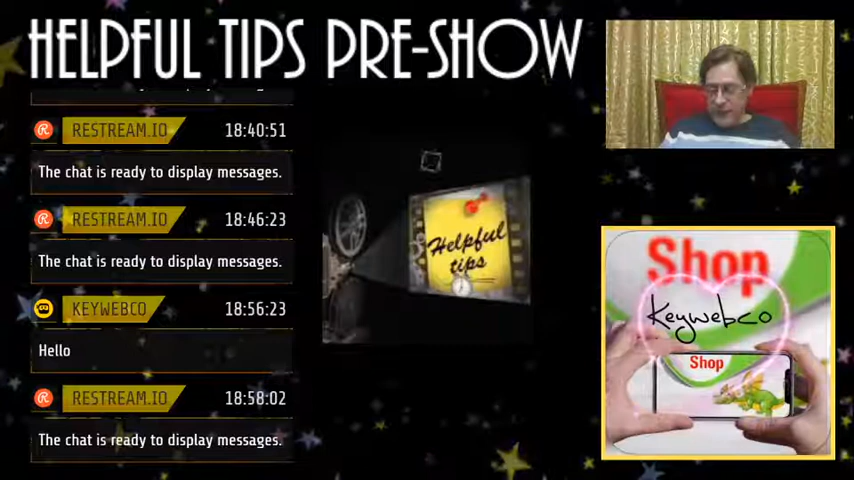 HELPFUL TIPS PRE-SHOW
RESTREAM.IO 18:40:51
The chat is ready to display messages.
RESTREAM.IO 18:46:23
The chat is ready to display messages.
KEYWEBCO 18:56:23
Hello
RESTREAM.IO 18:58:02
The chat is ready to display messages.
Helpful
tips
Shop
Keywebco
Shop